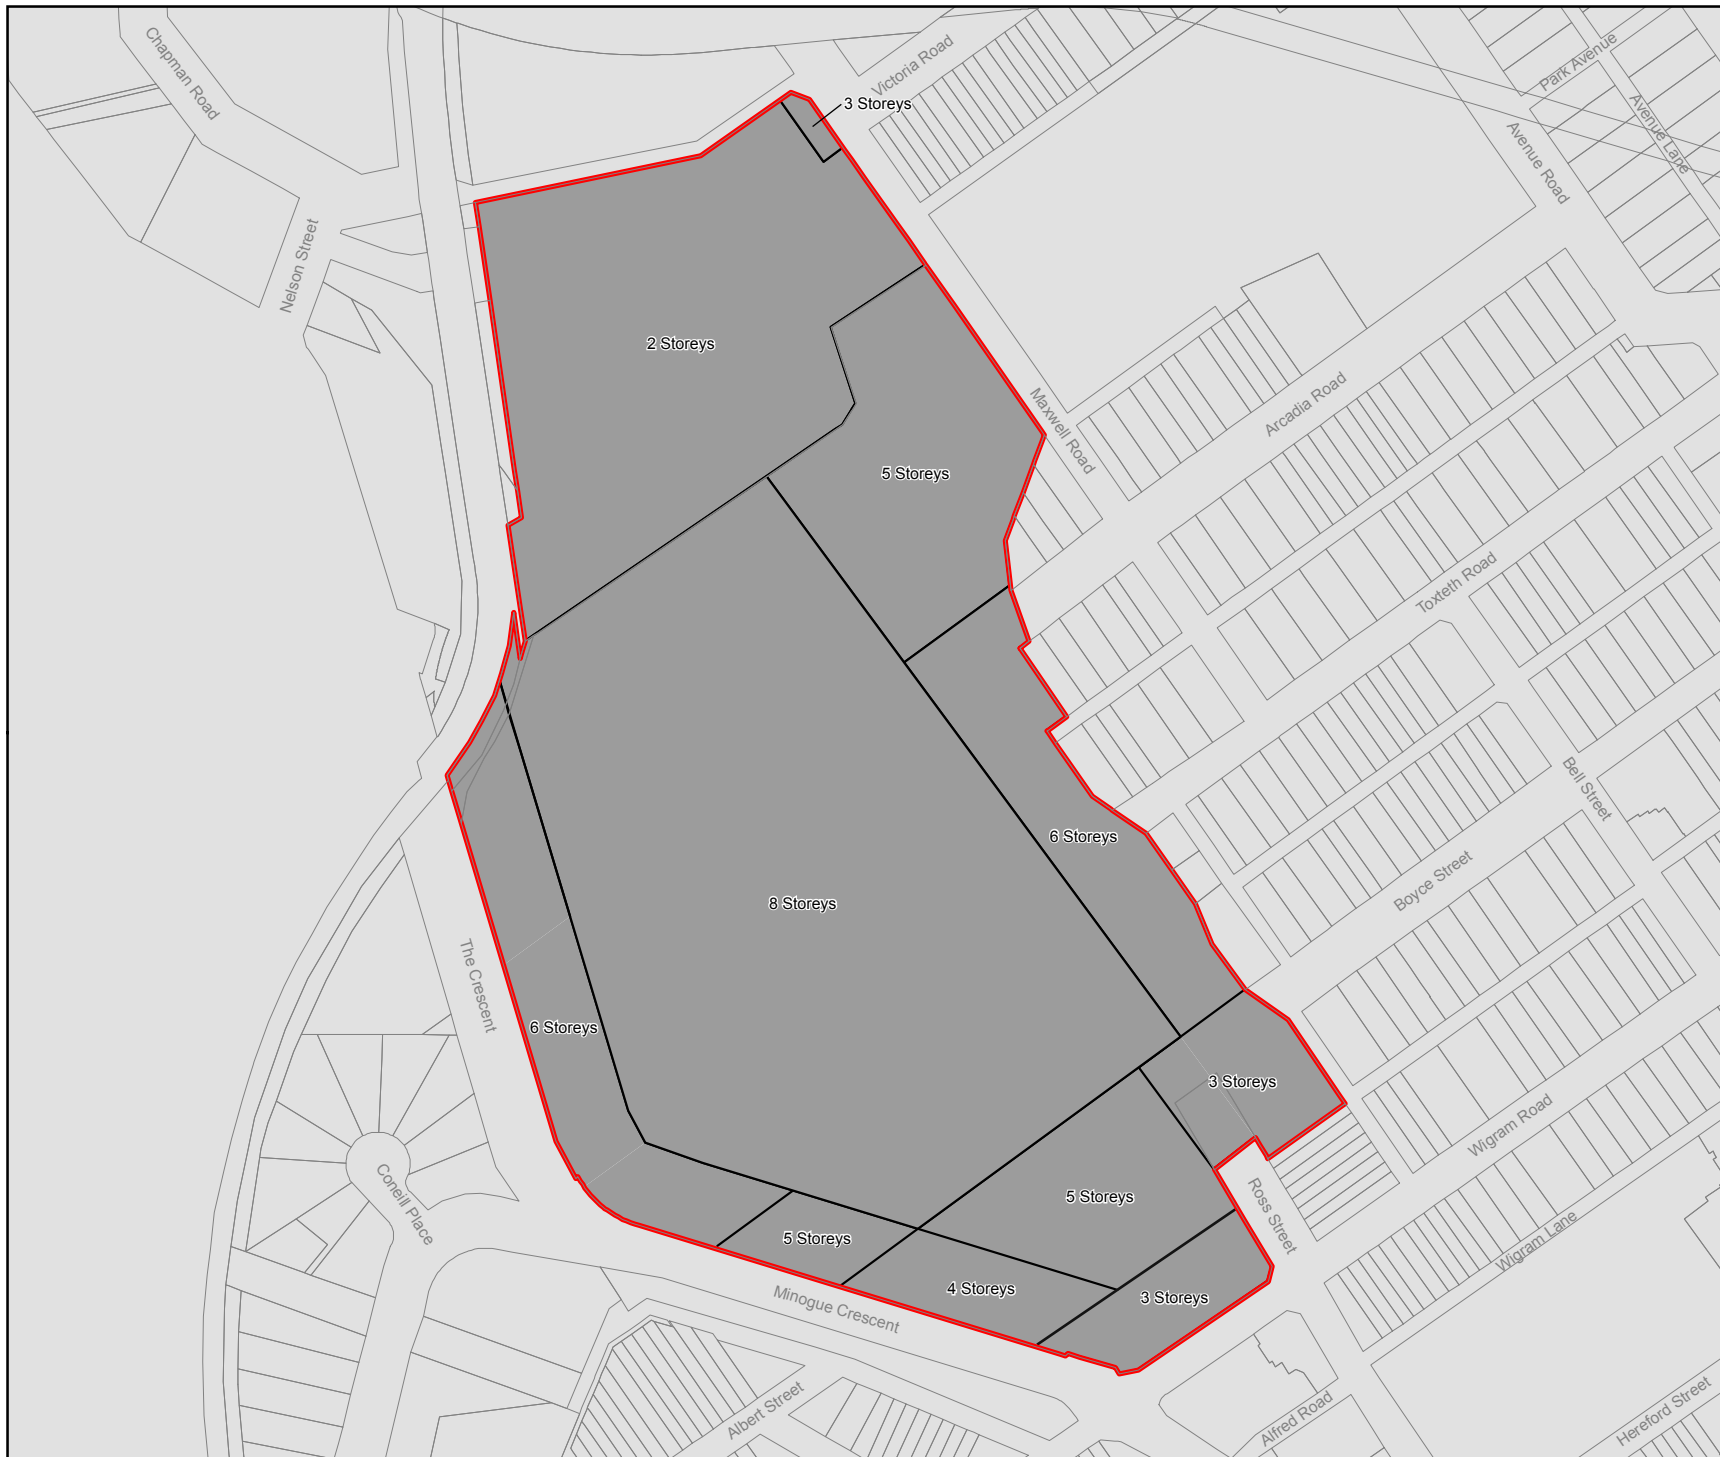 Chapman Road
Victoria Road
Park Avenue
3 Storeys
Avenue Lane
Avenue Road
Nelson Street
2 Storeys
Maxwell Road
Arcadia Road
5 Storeys
Toxteth Road
Bell Street
6 Storeys
Boyce Street
8 Storeys
The Crescent
6 Storeys
3 Storeys
Wigram Road
Coneill Place
5 Storeys
Ross Street
5 Storeys
Wigram Lane
4 Storeys
3 Storeys
Minogue Crescent
Albert Street
Alfred Road
Hereford Street